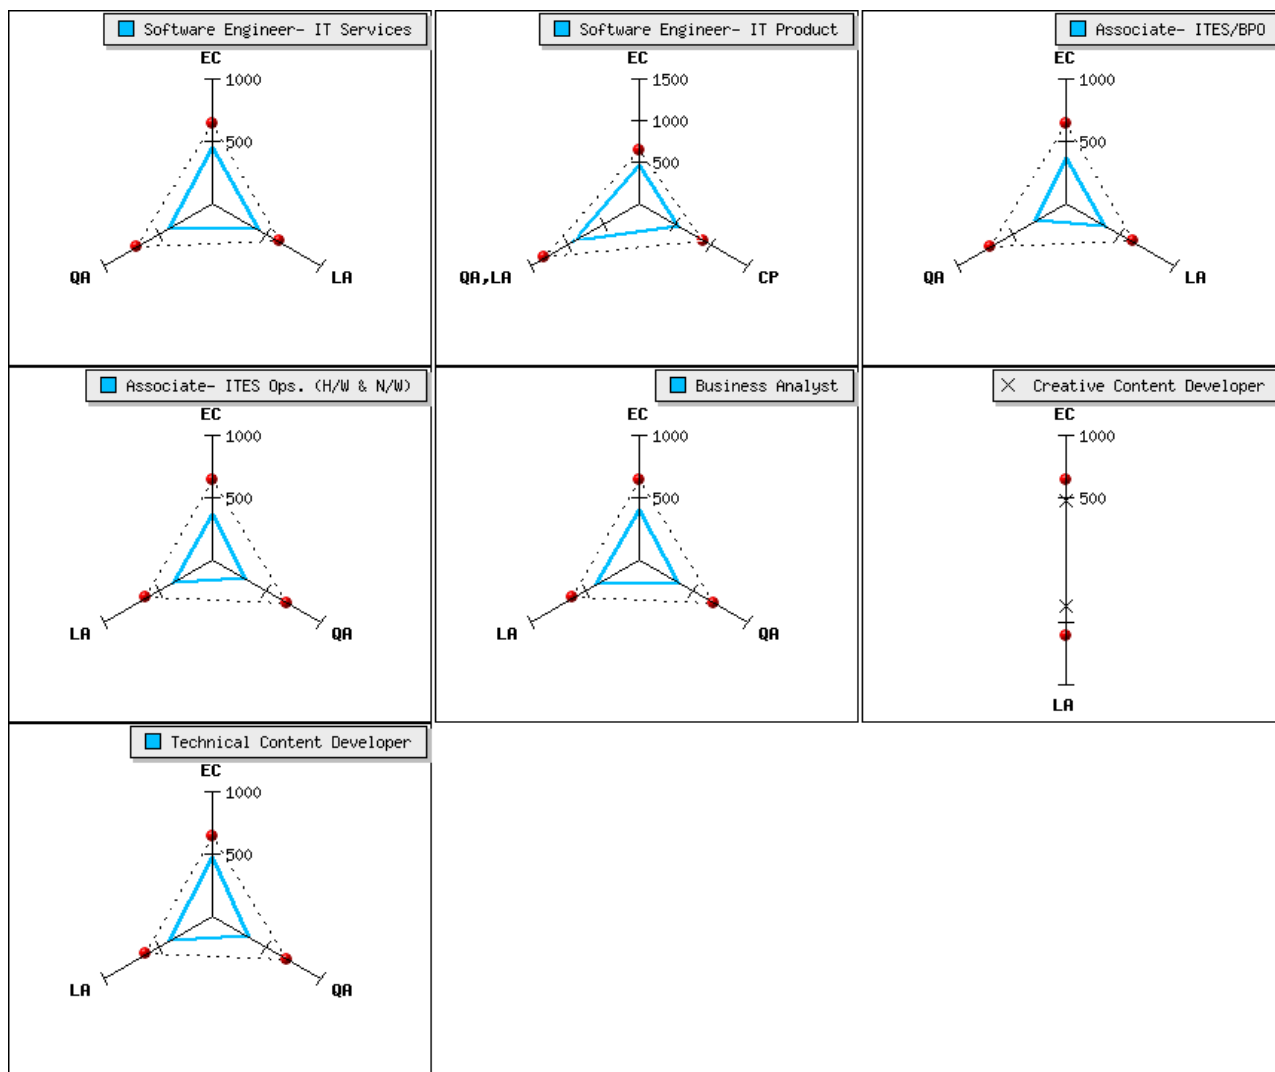 Software Engineer- IT Services
EC
1000
500
QA
LA
Software Engineer- IT Product
EC
1500
1000
500
QA,LA
CP
Associate- ITES/BPO
EC
1000
500
QA
LA
Associate- ITES Ops. (H/W & N/W)
EC
1000
500
LA
QA
Business Analyst
EC
1000
500
LA
QA
Creative Content Developer
EC
1000
500
LA
Technical Content Developer
EC
1000
500
LA
QA